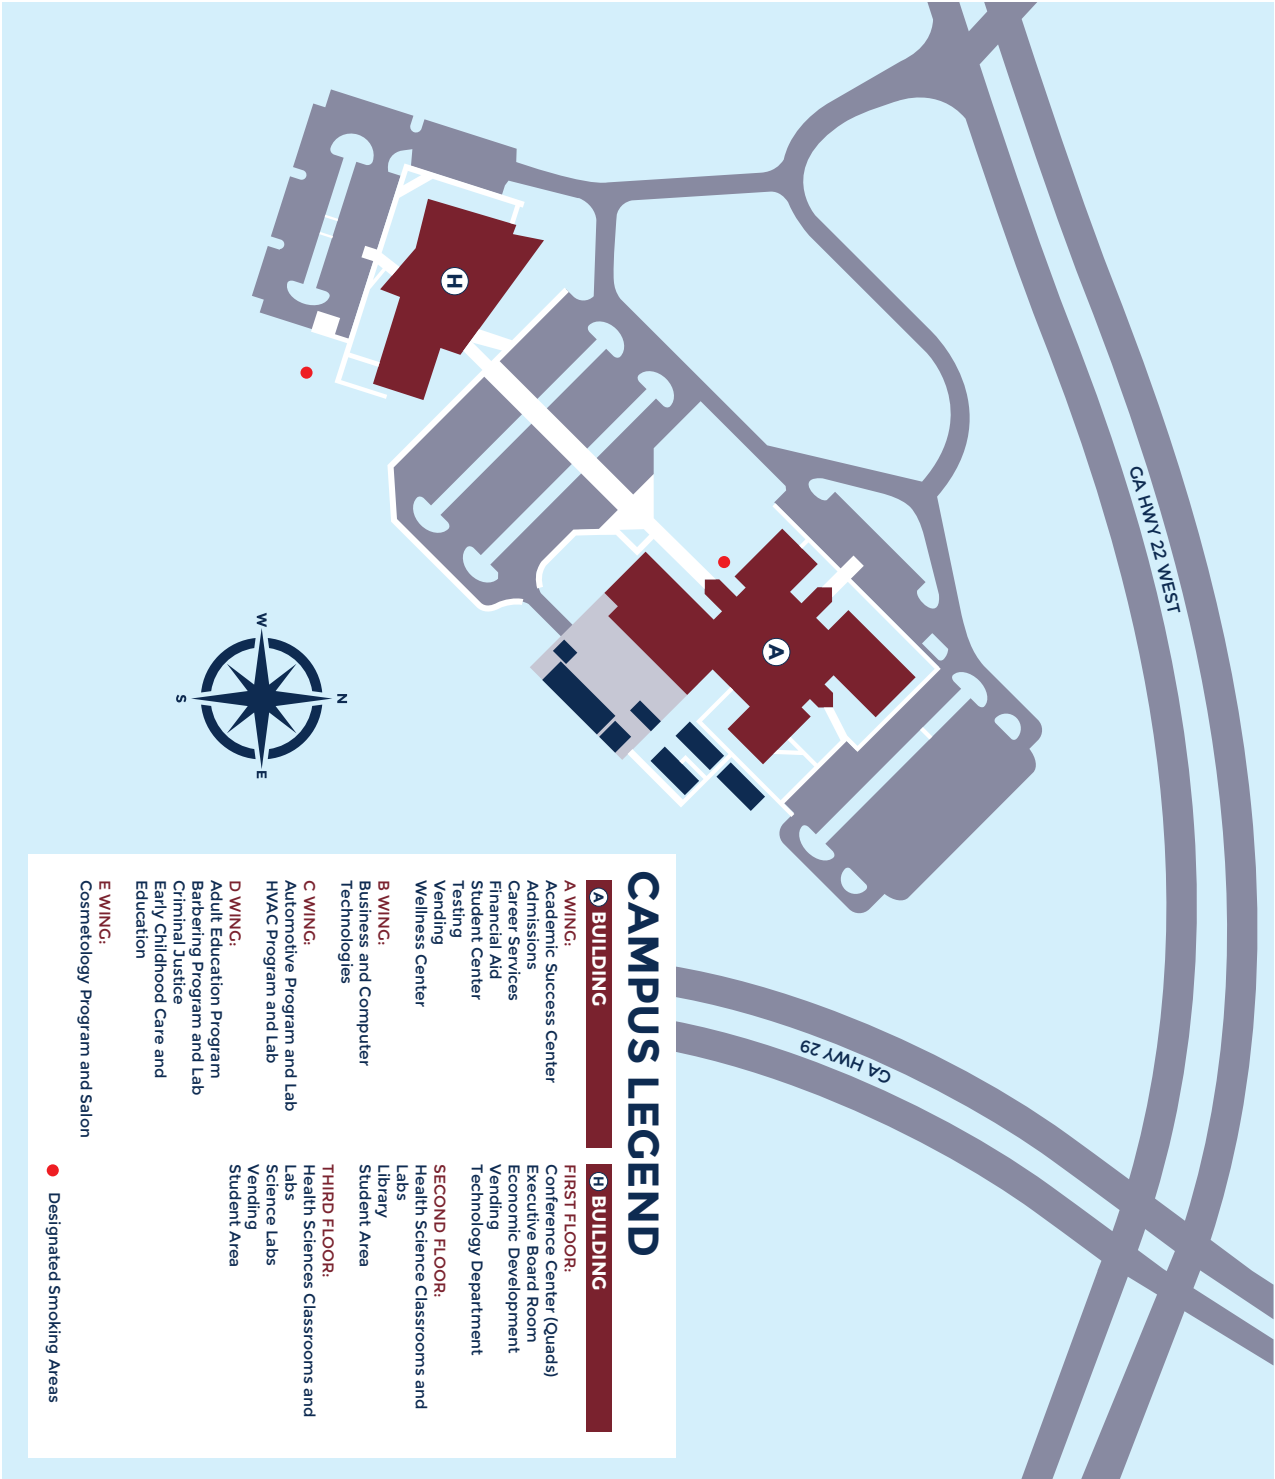 GA HWY 22 WEST
GA HWY 29
H
A
N
W
E
S
CAMPUS LEGEND
A BUILDING
A WING:
Academic Success Center
Admissions
Career Services
Financial Aid
Student Center
Testing
Vending
Wellness Center
B WING:
Business and Computer
Technologies
C WING:
Automotive Program and Lab
HVAC Program and Lab
D WING:
Adult Education Program
Barbering Program and Lab
Criminal Justice
Early Childhood Care and
Education
E WING:
Cosmetology Program and Salon
H BUILDING
FIRST FLOOR:
Conference Center (Quads)
Executive Board Room
Economic Development
Vending
Technology Department
SECOND FLOOR:
Health Science Classrooms and
Labs
Library
Student Area
THIRD FLOOR:
Health Sciences Classrooms and
Labs
Science Labs
Vending
Student Area
Designated Smoking Areas